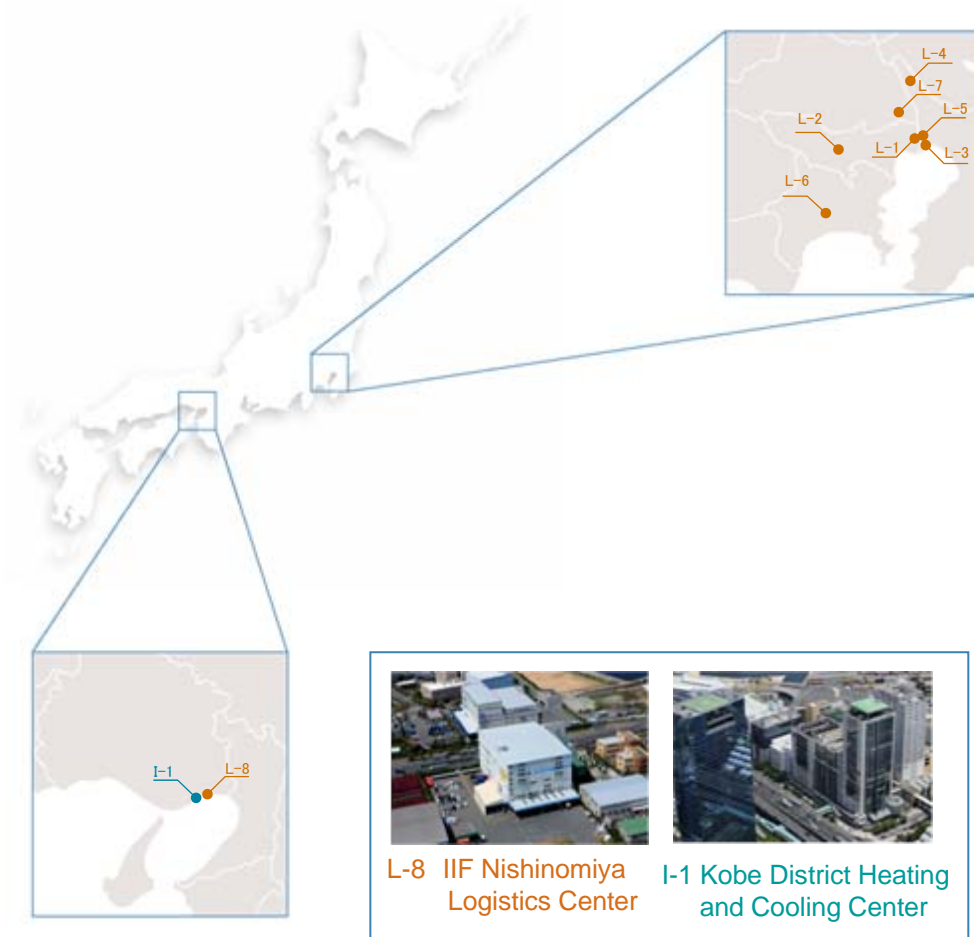 L-4
L-7
L-5
L-2
L-1
L-3
L-6
I-1
L-8
L-8 IIF Nishinomiya
Logistics Center
I-1 Kobe District Heating
and Cooling Center